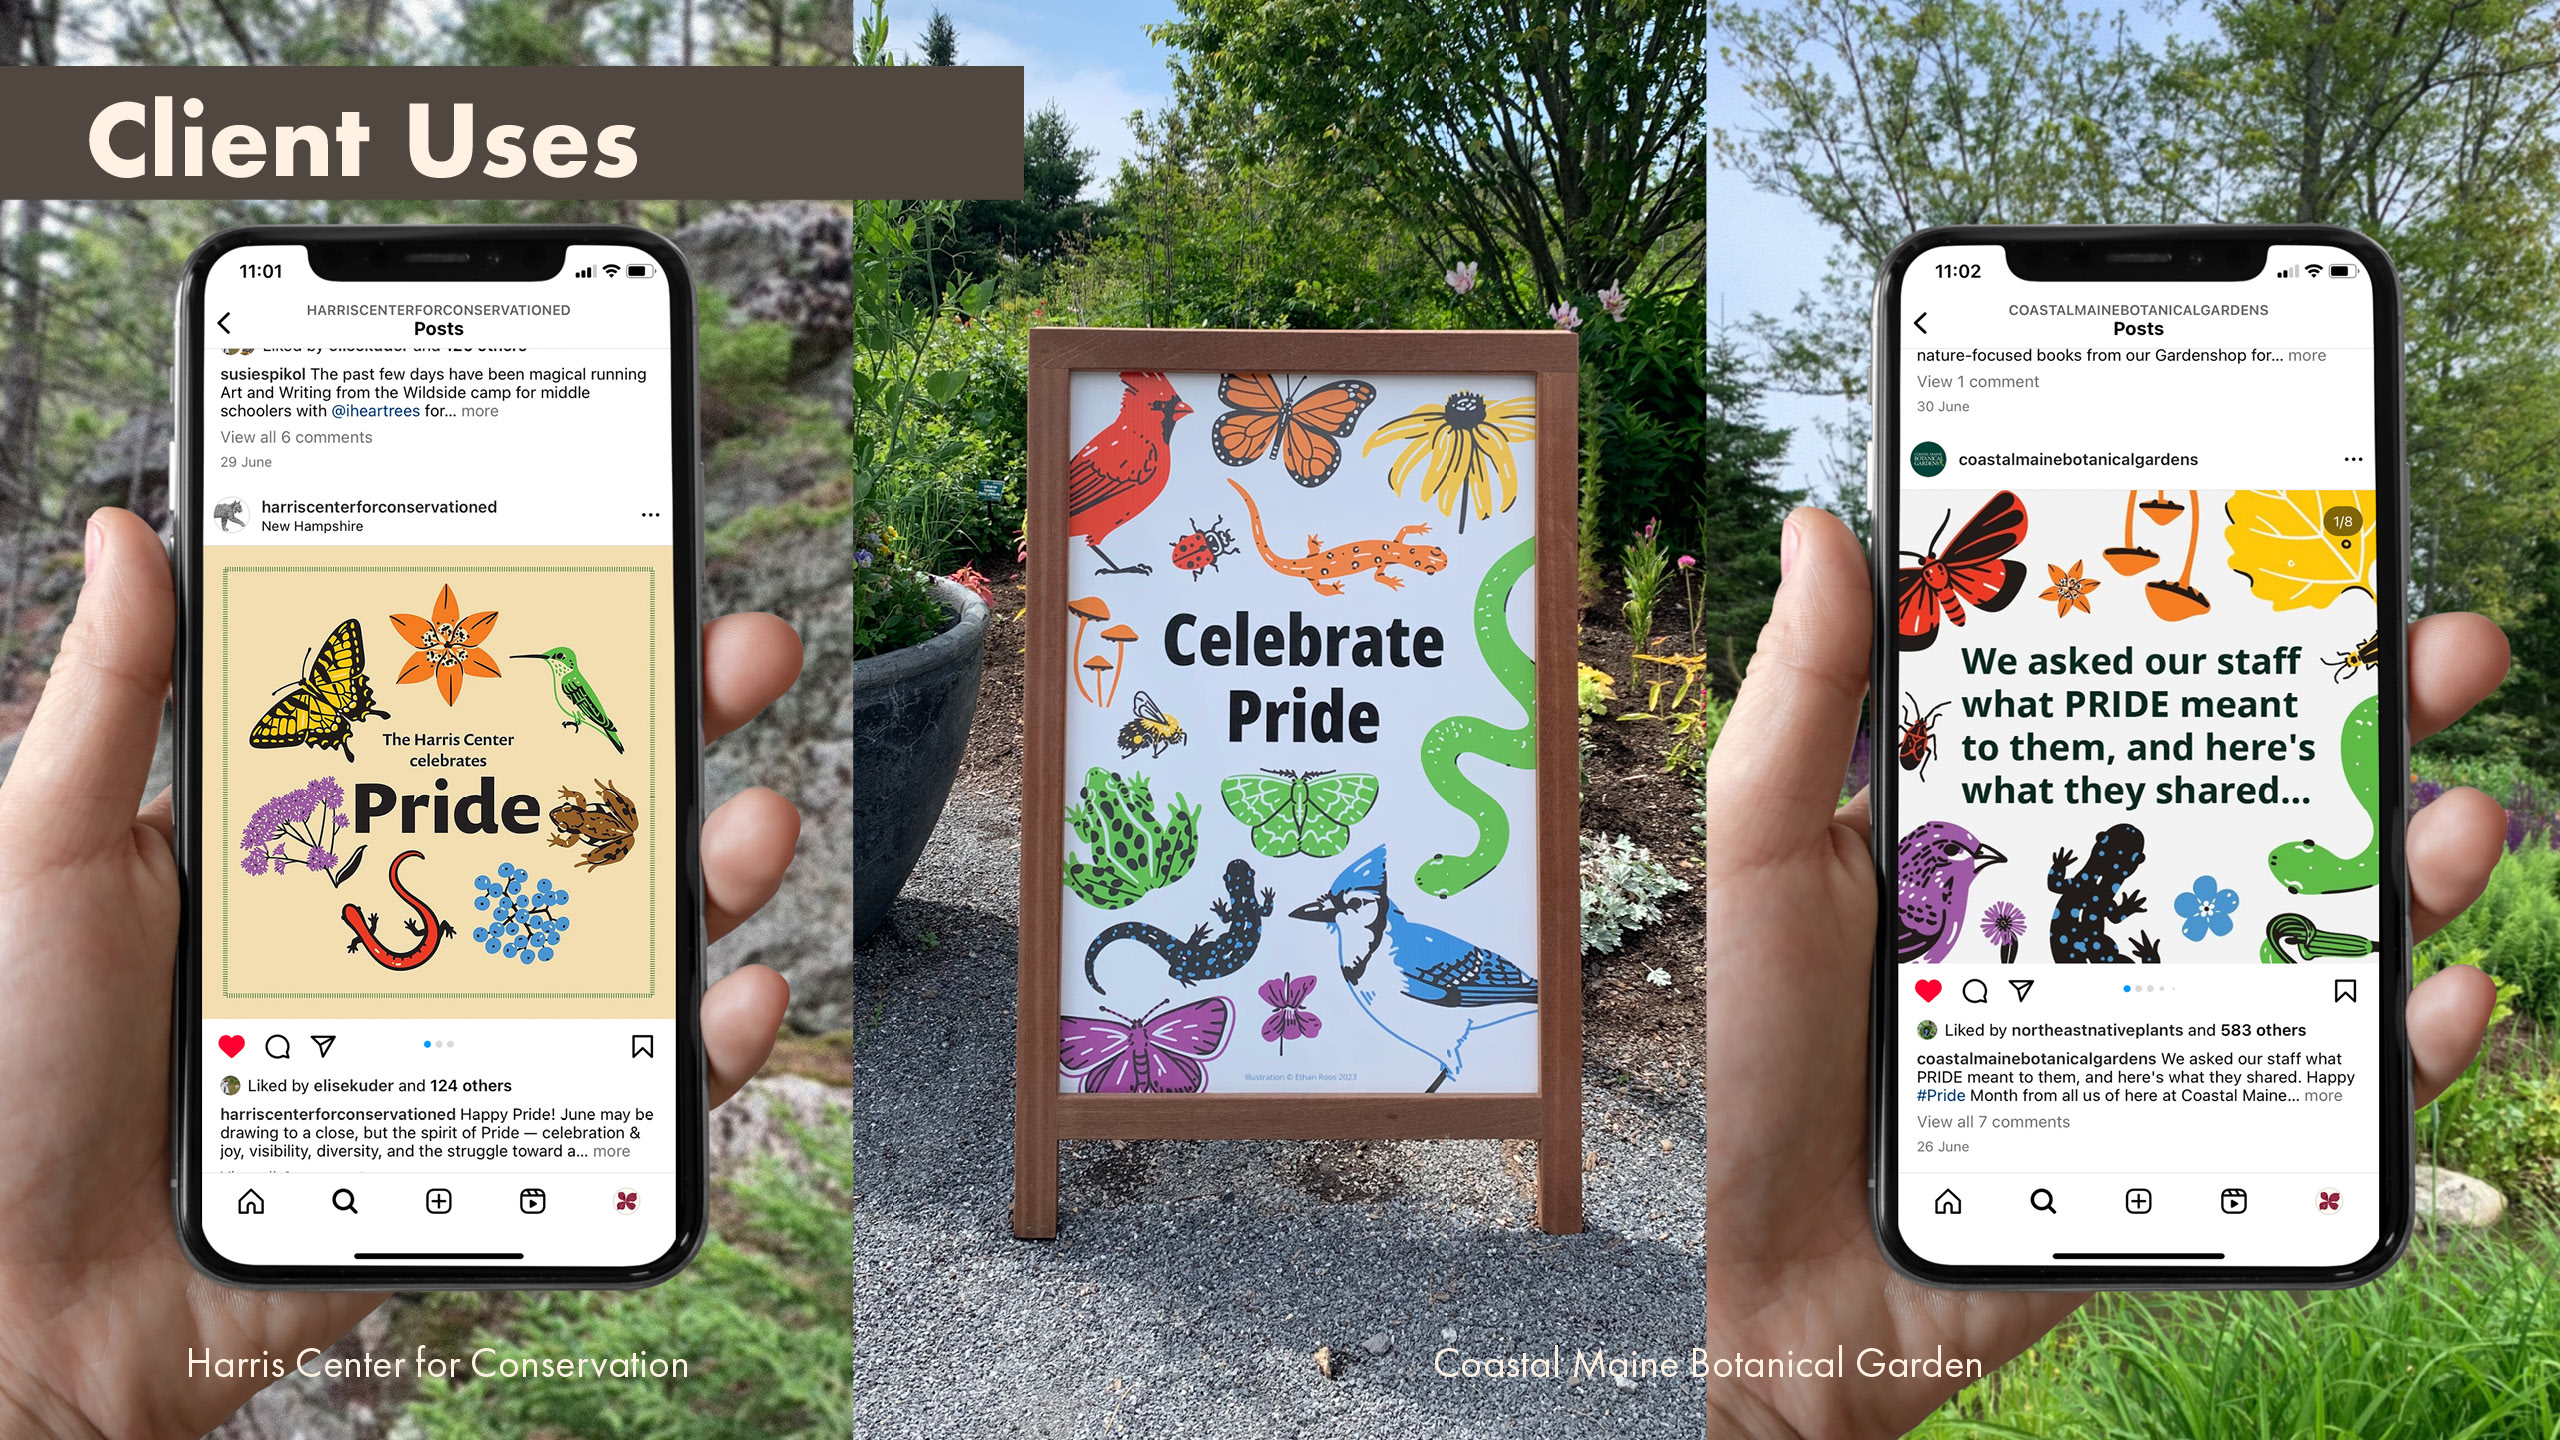 Client Uses
11:01
HARRISCENTERFORCONSERVATIONED
Posts
Liked by elisekuder and 126 others
susiespikol The past few days have been magical running
Art and Writing from the Wildside camp for middle
schoolers with @iheartrees for... more
View all 6 comments
29 June
harriscenterforconservationed
New Hampshire
The Harris Center
celebrates
Pride
Liked by elisekuder and 124 others
harriscenterforconservationed Happy Pride! June may be
drawing to a close, but the spirit of Pride — celebration &
joy, visibility, diversity, and the struggle toward a... more
Harris Center for Conservation
Celebrate
Pride
Illustration © Ethan Roos 2023
11:02
COASTALMAINEBOTANICALGARDENS
Posts
nature-focused books from our Gardenshop for... more
View 1 comment
30 June
coastalmainebotanicalgardens
1/8
We asked our staff
what PRIDE meant
to them, and here's
what they shared...
Liked by northeastnativeplants and 583 others
coastalmainebotanicalgardens We asked our staff what
PRIDE meant to them, and here's what they shared. Happy
#Pride Month from all us of here at Coastal Maine... more
View all 7 comments
26 June
Coastal Maine Botanical Garden